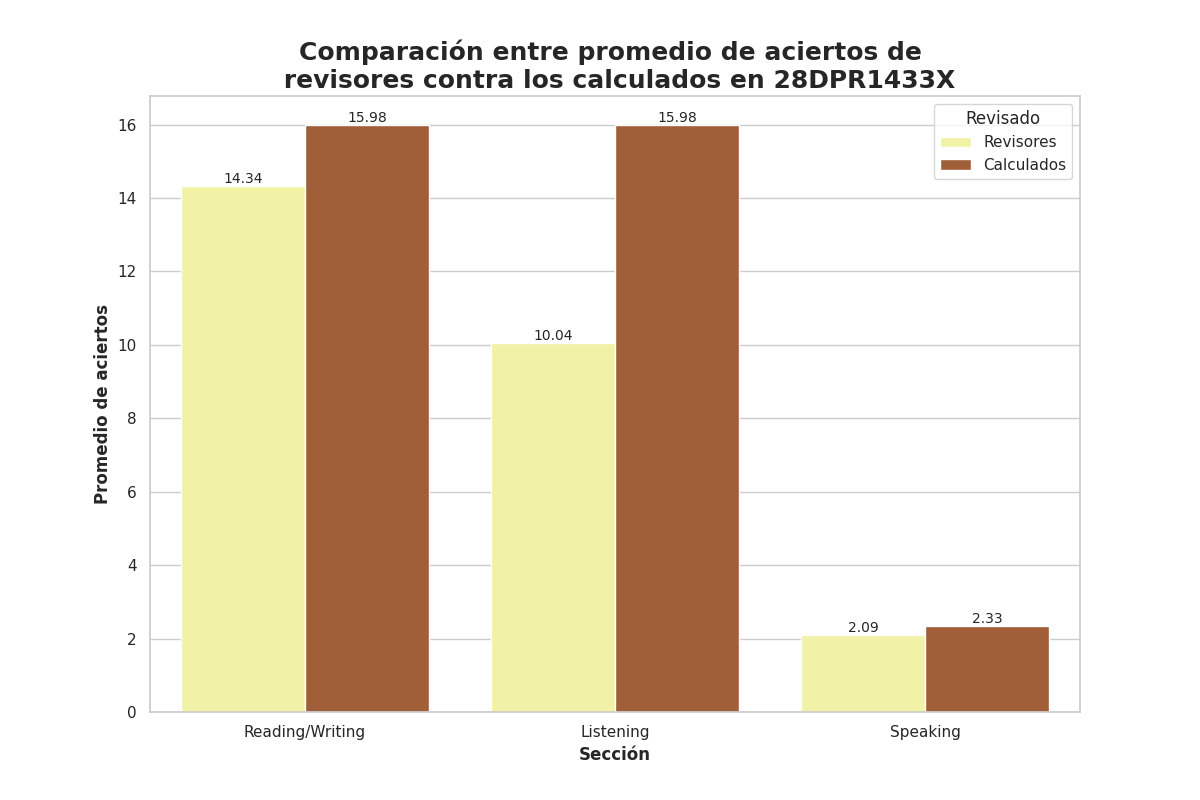 Comparación entre promedio de aciertos de
revisores contra los calculados en 28DPR1433X
Revisado
Revisores
Calculados
Promedio de aciertos
16
14
12
10
8
6
4
2
0
14.34
15.98
10.04
15.98
2.09
2.33
Reading/Writing
Listening
Speaking
Sección